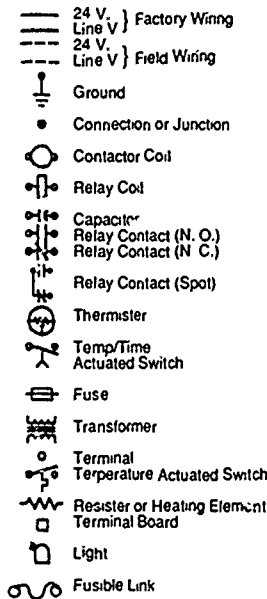 24 V.
Line V } Factory Wiring
24 V.
Line V } Field Wiring
Ground
Connection or Junction
Contactor Coil
Relay Coil
Capacitor
Relay Contact (N. O.)
Relay Contact (N C.)
Relay Contact (Spot)
Thermister
Temp/Time
Actuated Switch
Fuse
Transformer
Terminal
Terperature Actuated Switch
Resister or Heating Element
Terminal Board
Light
Fusible Link